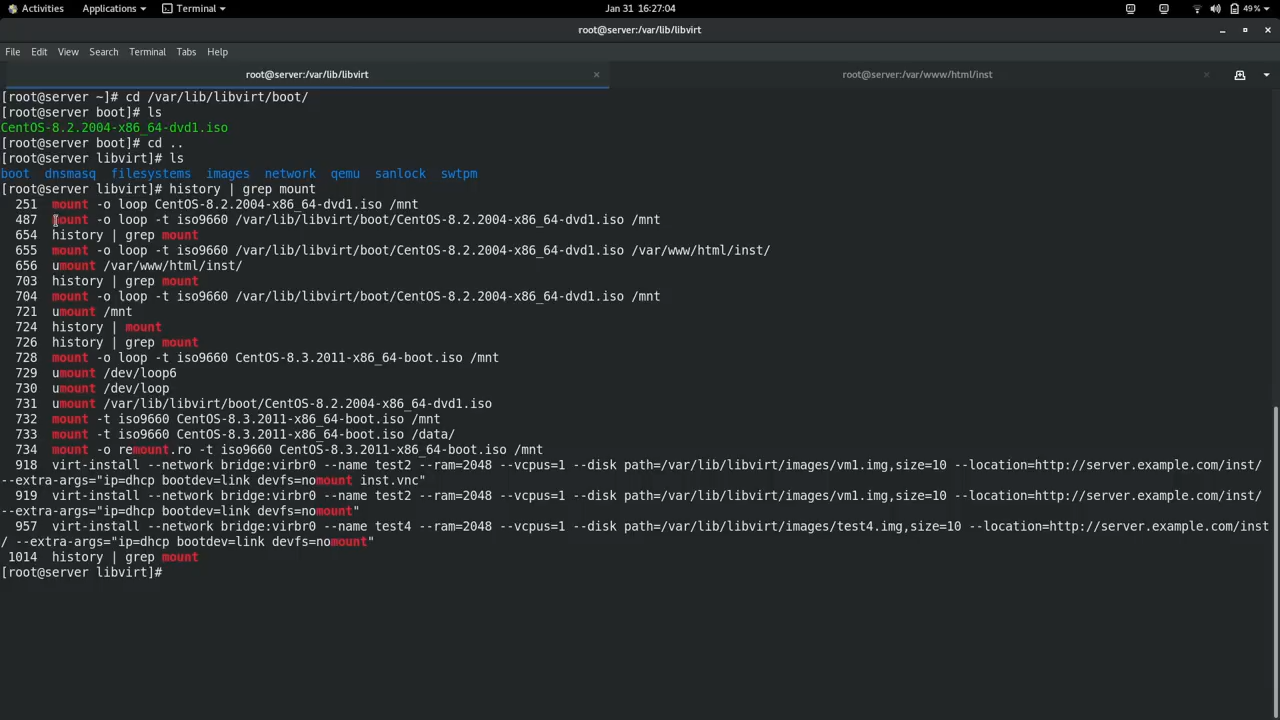 Activities Applications Terminal Jan 31 16:27:04 49%
root@server:/var/lib/libvirt
File Edit View Search Terminal Tabs Help
root@server:/var/lib/libvirt × root@server:/var/www/html/inst ×
[root@server ~]# cd /var/lib/libvirt/boot/
[root@server boot]# ls
CentOS-8.2.2004-x86_64-dvd1.iso
[root@server boot]# cd ..
[root@server libvirt]# ls
boot dnsmasq filesystems images network qemu sanlock swtpm
[root@server libvirt]# history | grep mount
251 mount -o loop CentOS-8.2.2004-x86_64-dvd1.iso /mnt
487 mount -o loop -t iso9660 /var/lib/libvirt/boot/CentOS-8.2.2004-x86_64-dvd1.iso /mnt
654 history | grep mount
655 mount -o loop -t iso9660 /var/lib/libvirt/boot/CentOS-8.2.2004-x86_64-dvd1.iso /var/www/html/inst/
656 umount /var/www/html/inst/
703 history | grep mount
704 mount -o loop -t iso9660 /var/lib/libvirt/boot/CentOS-8.2.2004-x86_64-dvd1.iso /mnt
721 umount /mnt
724 history | mount
726 history | grep mount
728 mount -o loop -t iso9660 CentOS-8.3.2011-x86_64-boot.iso /mnt
729 umount /dev/loop6
730 umount /dev/loop
731 umount /var/lib/libvirt/boot/CentOS-8.2.2004-x86_64-dvd1.iso
732 mount -t iso9660 CentOS-8.3.2011-x86_64-boot.iso /mnt
733 mount -t iso9660 CentOS-8.3.2011-x86_64-boot.iso /data/
734 mount -o remount.ro -t iso9660 CentOS-8.3.2011-x86_64-boot.iso /mnt
918 virt-install --network bridge:virbr0 --name test2 --ram=2048 --vcpus=1 --disk path=/var/lib/libvirt/images/vm1.img,size=10 --location=http://server.example.com/inst/
--extra-args="ip=dhcp bootdev=link devfs=nomount inst.vnc"
919 virt-install --network bridge:virbr0 --name test2 --ram=2048 --vcpus=1 --disk path=/var/lib/libvirt/images/vm1.img,size=10 --location=http://server.example.com/inst/
--extra-args="ip=dhcp bootdev=link devfs=nomount"
957 virt-install --network bridge:virbr0 --name test4 --ram=2048 --vcpus=1 --disk path=/var/lib/libvirt/images/test4.img,size=10 --location=http://server.example.com/inst
/ --extra-args="ip=dhcp bootdev=link devfs=nomount"
1014 history | grep mount
[root@server libvirt]#